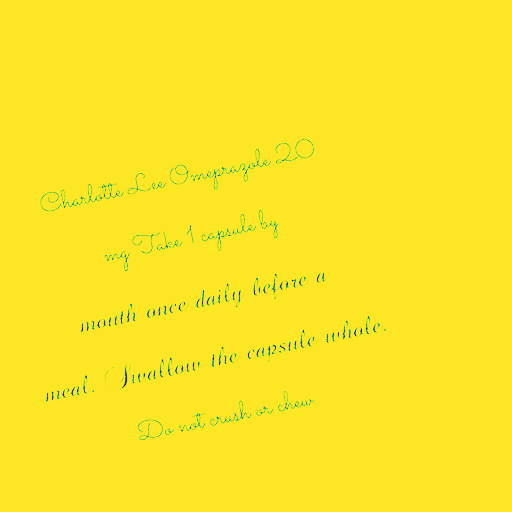 Charlotte Lee Omeprazole 20
mg Take 1 capsule by
mouth once daily before a
meal. Swallow the capsule whole.
Do not crush or chew